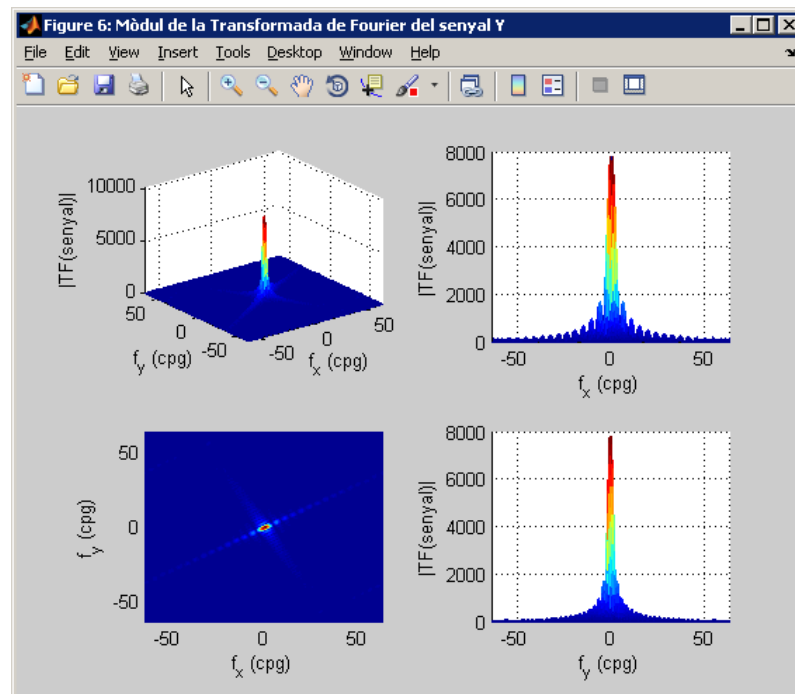 Figure 6: Mòdul de la Transformada de Fourier del senyal Y
File Edit View Insert Tools Desktop Window Help
10000
5000
0
|TF(senyal)|
50
0
-50
f_y (cpg)
-50
0
50
f_x (cpg)
8000
6000
4000
2000
0
|TF(senyal)|
-50
0
50
f_x (cpg)
50
0
-50
f_y (cpg)
-50
0
50
f_x (cpg)
8000
6000
4000
2000
0
|TF(senyal)|
-50
0
50
f_y (cpg)